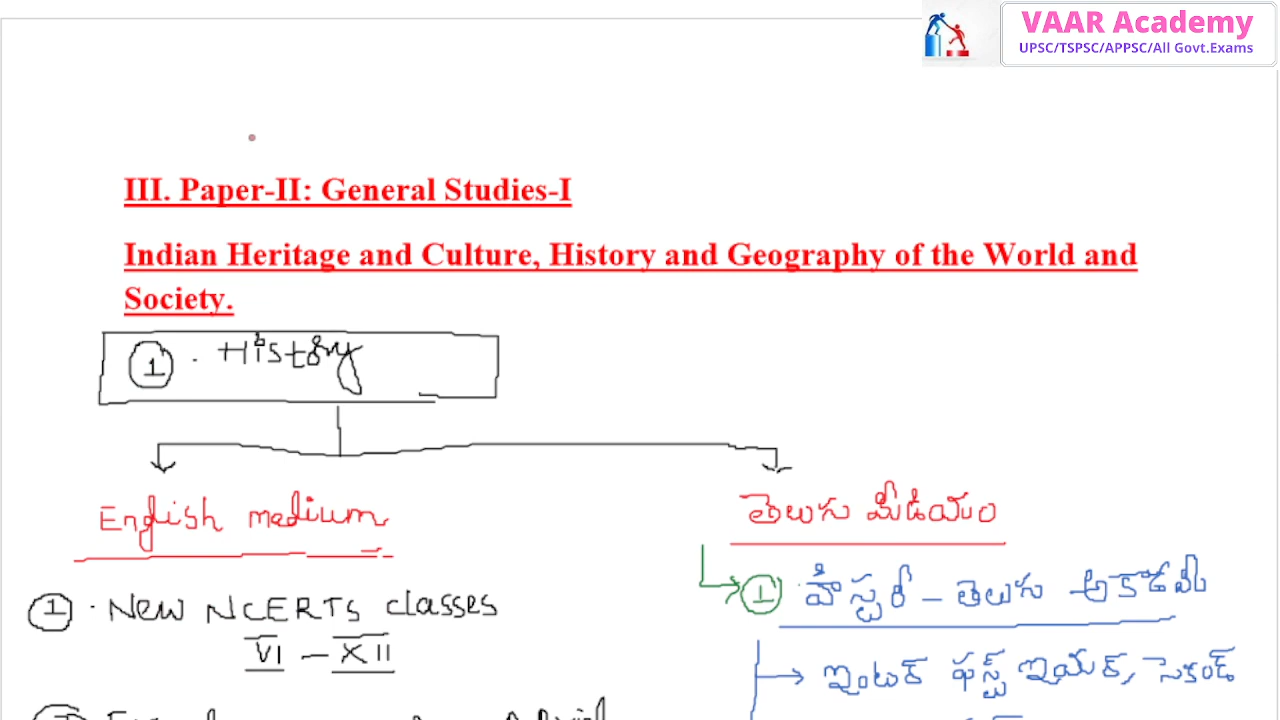 VAAR Academy
UPSC/TSPSC/APPSC/All Govt.Exams
III. Paper-II: General Studies-I
Indian Heritage and Culture, History and Geography of the World and
Society.
1 . History
English medium
తెలుగు మీడియం
1 . New NCERTS classes
VI – XII
1 . హిస్టరీ – తెలుగు అకాడమీ
→ ఇంటర్ ఫస్ట్ ఇయర్, సెకండ్